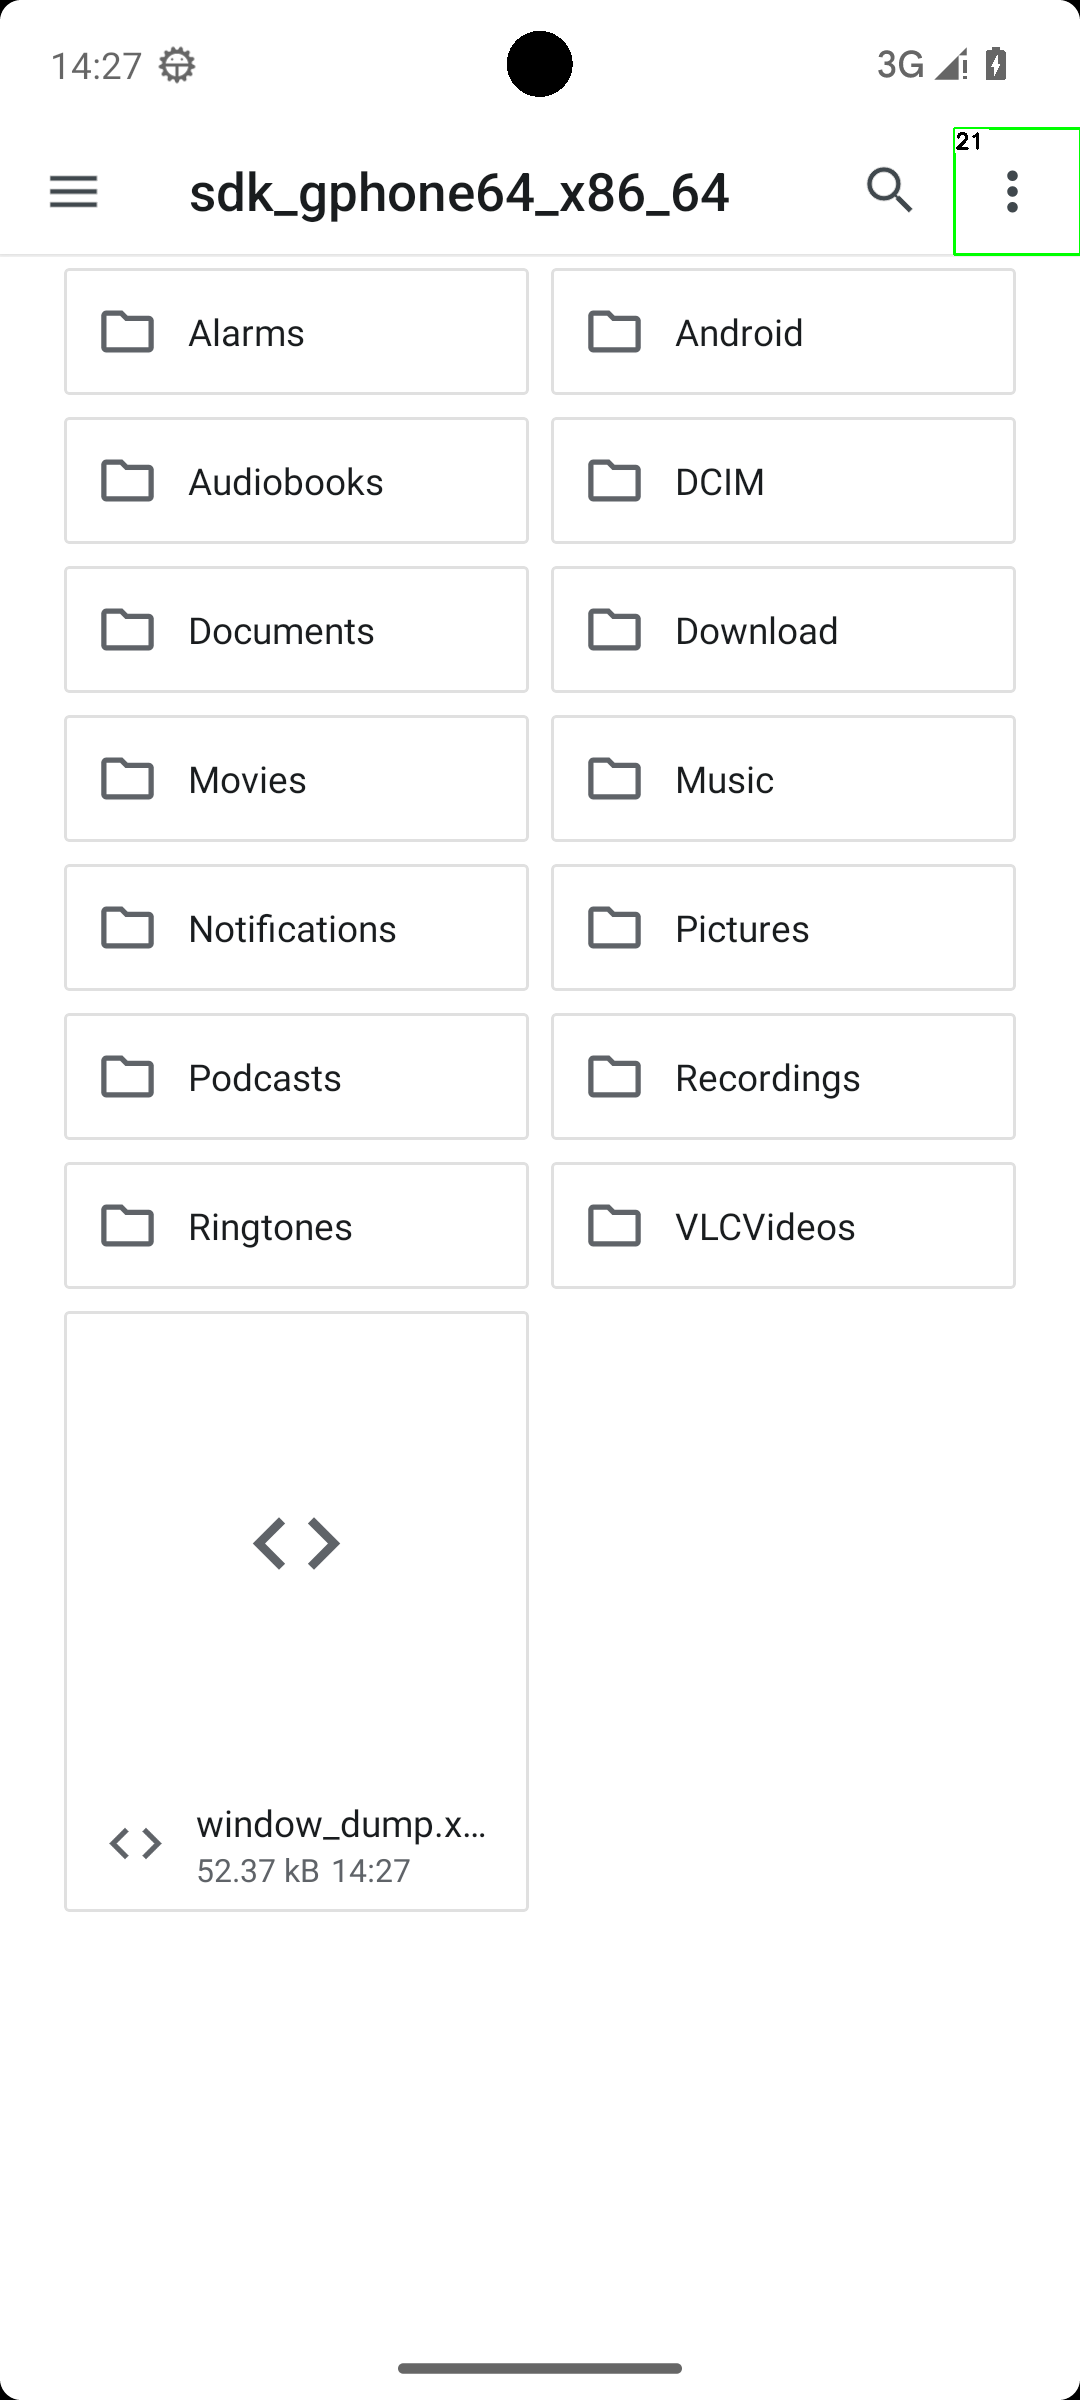 14:27
3G
21
sdk_gphone64_x86_64
Alarms
Android
Audiobooks
DCIM
Documents
Download
Movies
Music
Notifications
Pictures
Podcasts
Recordings
Ringtones
VLCVideos
window_dump.x...
52.37 kB 14:27